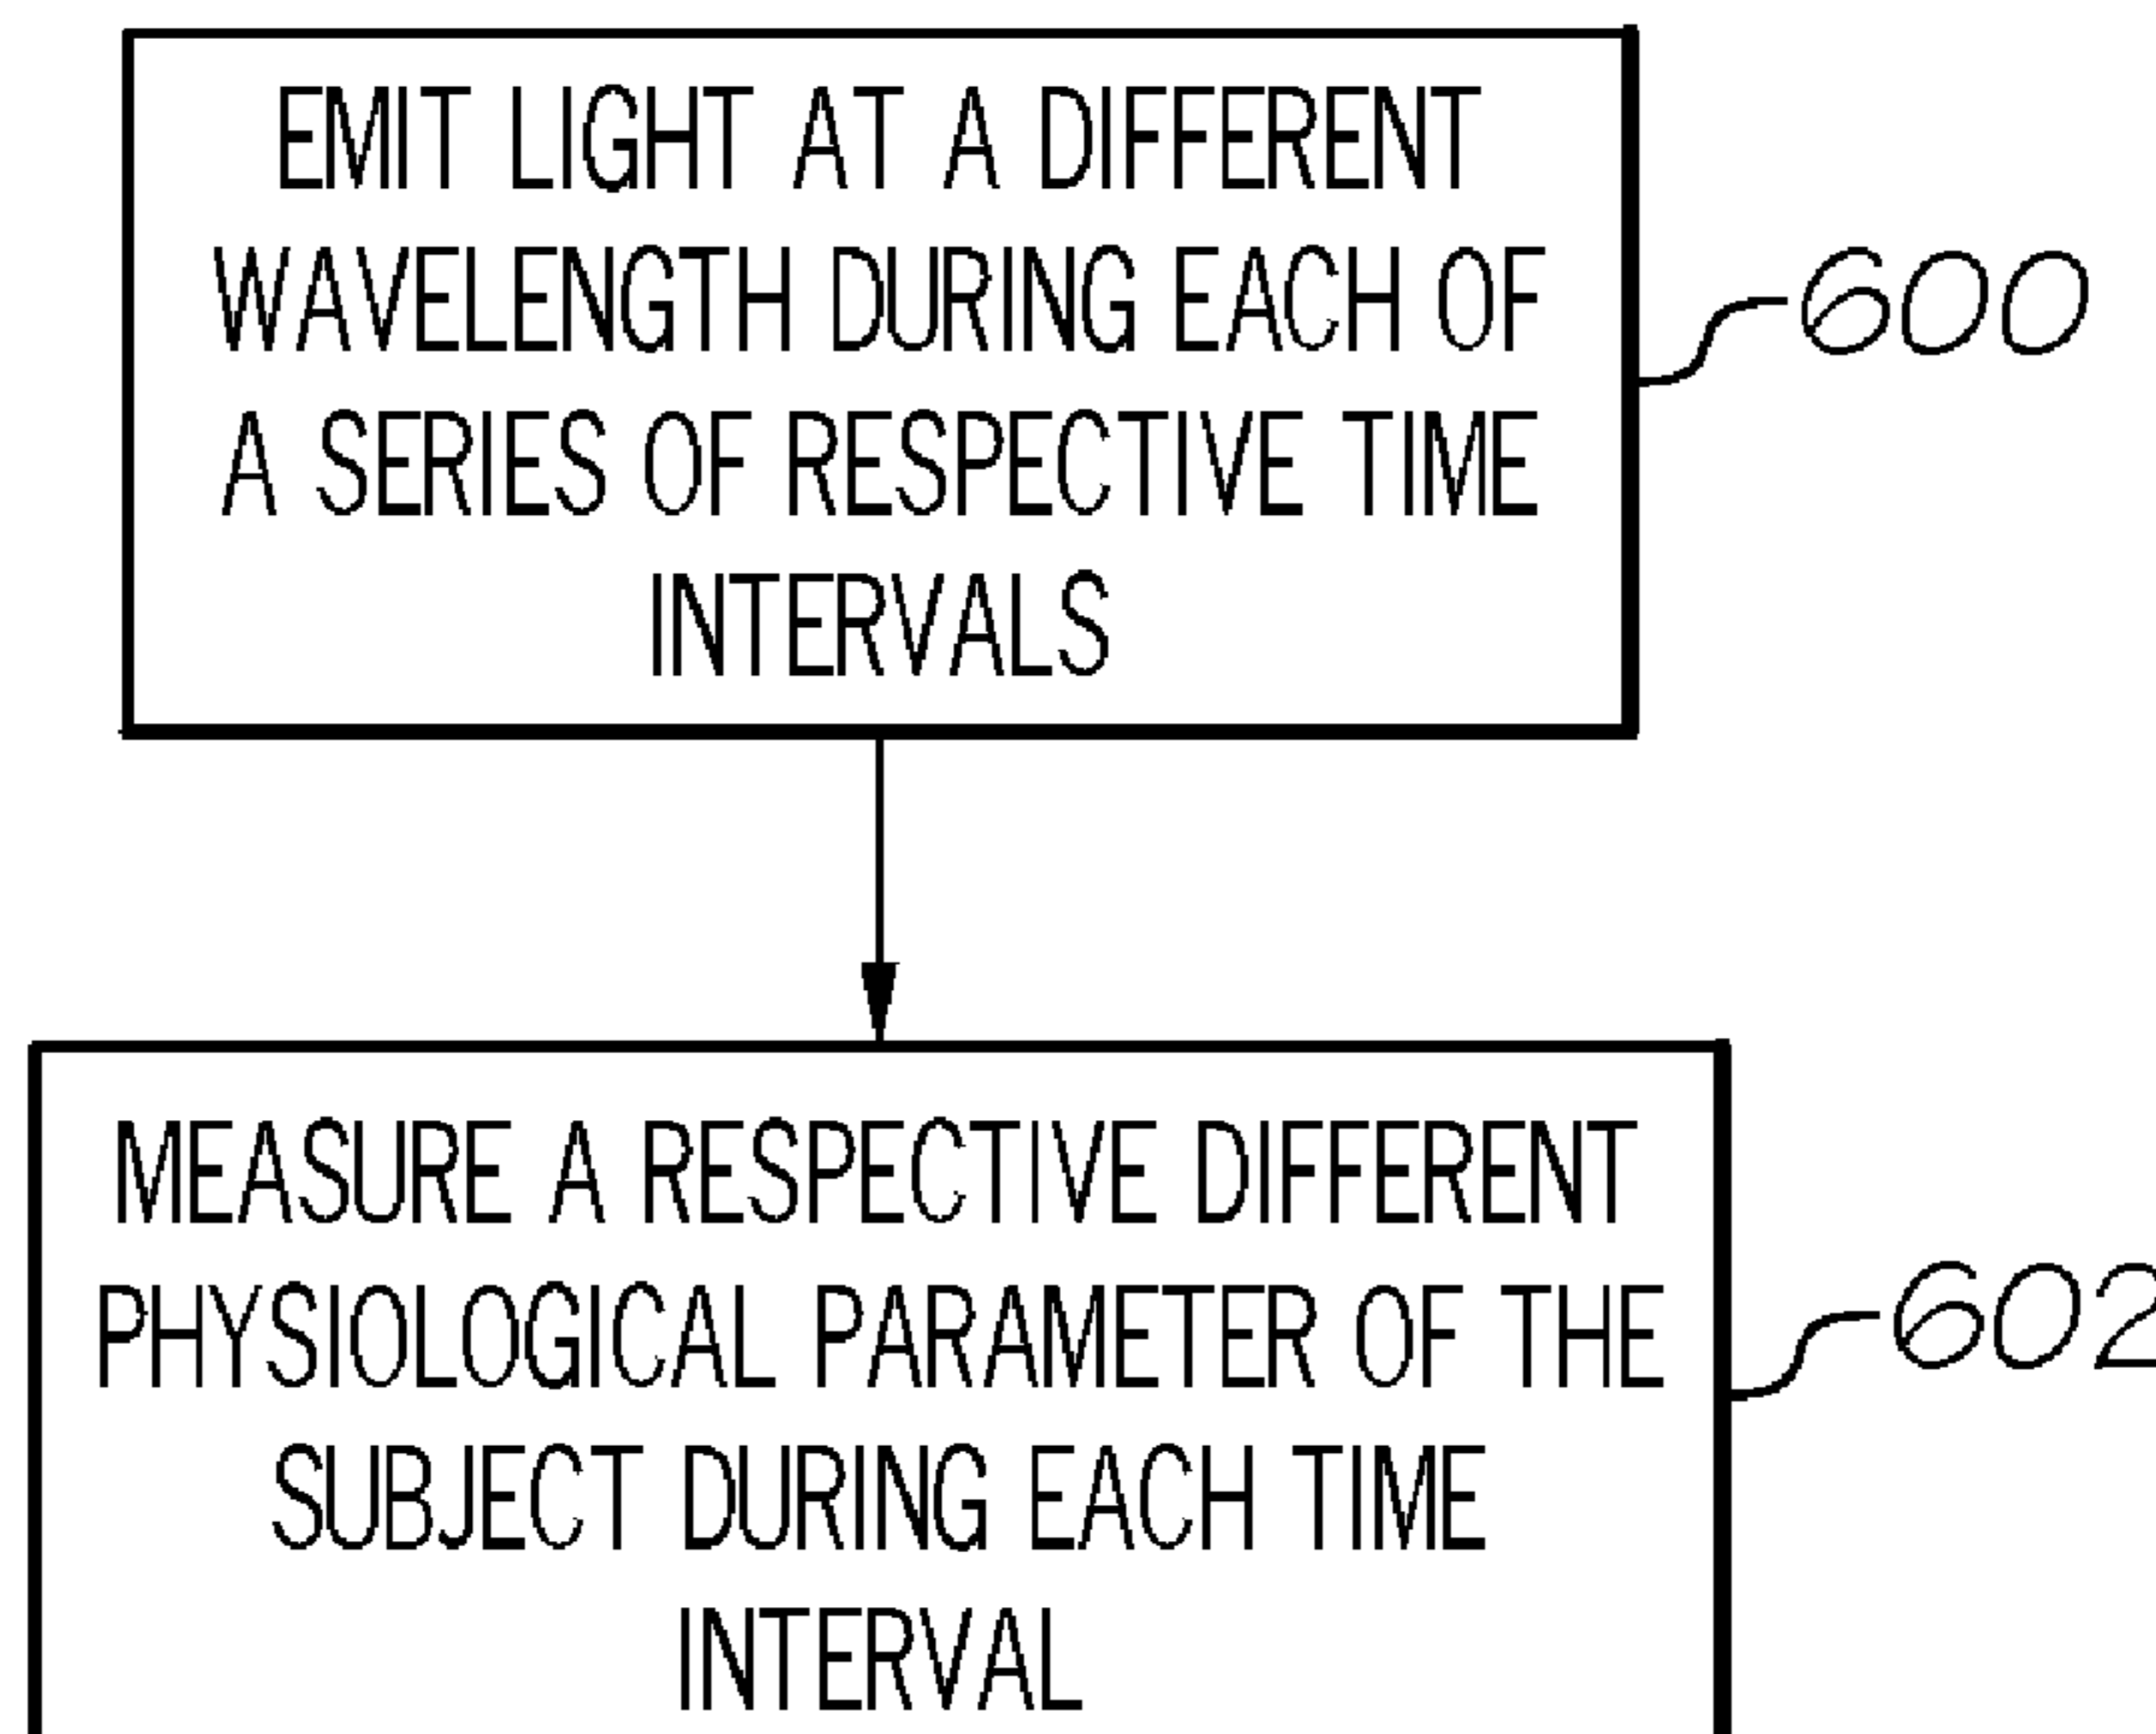 EMIT LIGHT AT A DIFFERENT
WAVELENGTH DURING EACH OF
A SERIES OF RESPECTIVE TIME
INTERVALS
600
MEASURE A RESPECTIVE DIFFERENT
PHYSIOLOGICAL PARAMETER OF THE
SUBJECT DURING EACH TIME
INTERVAL
602